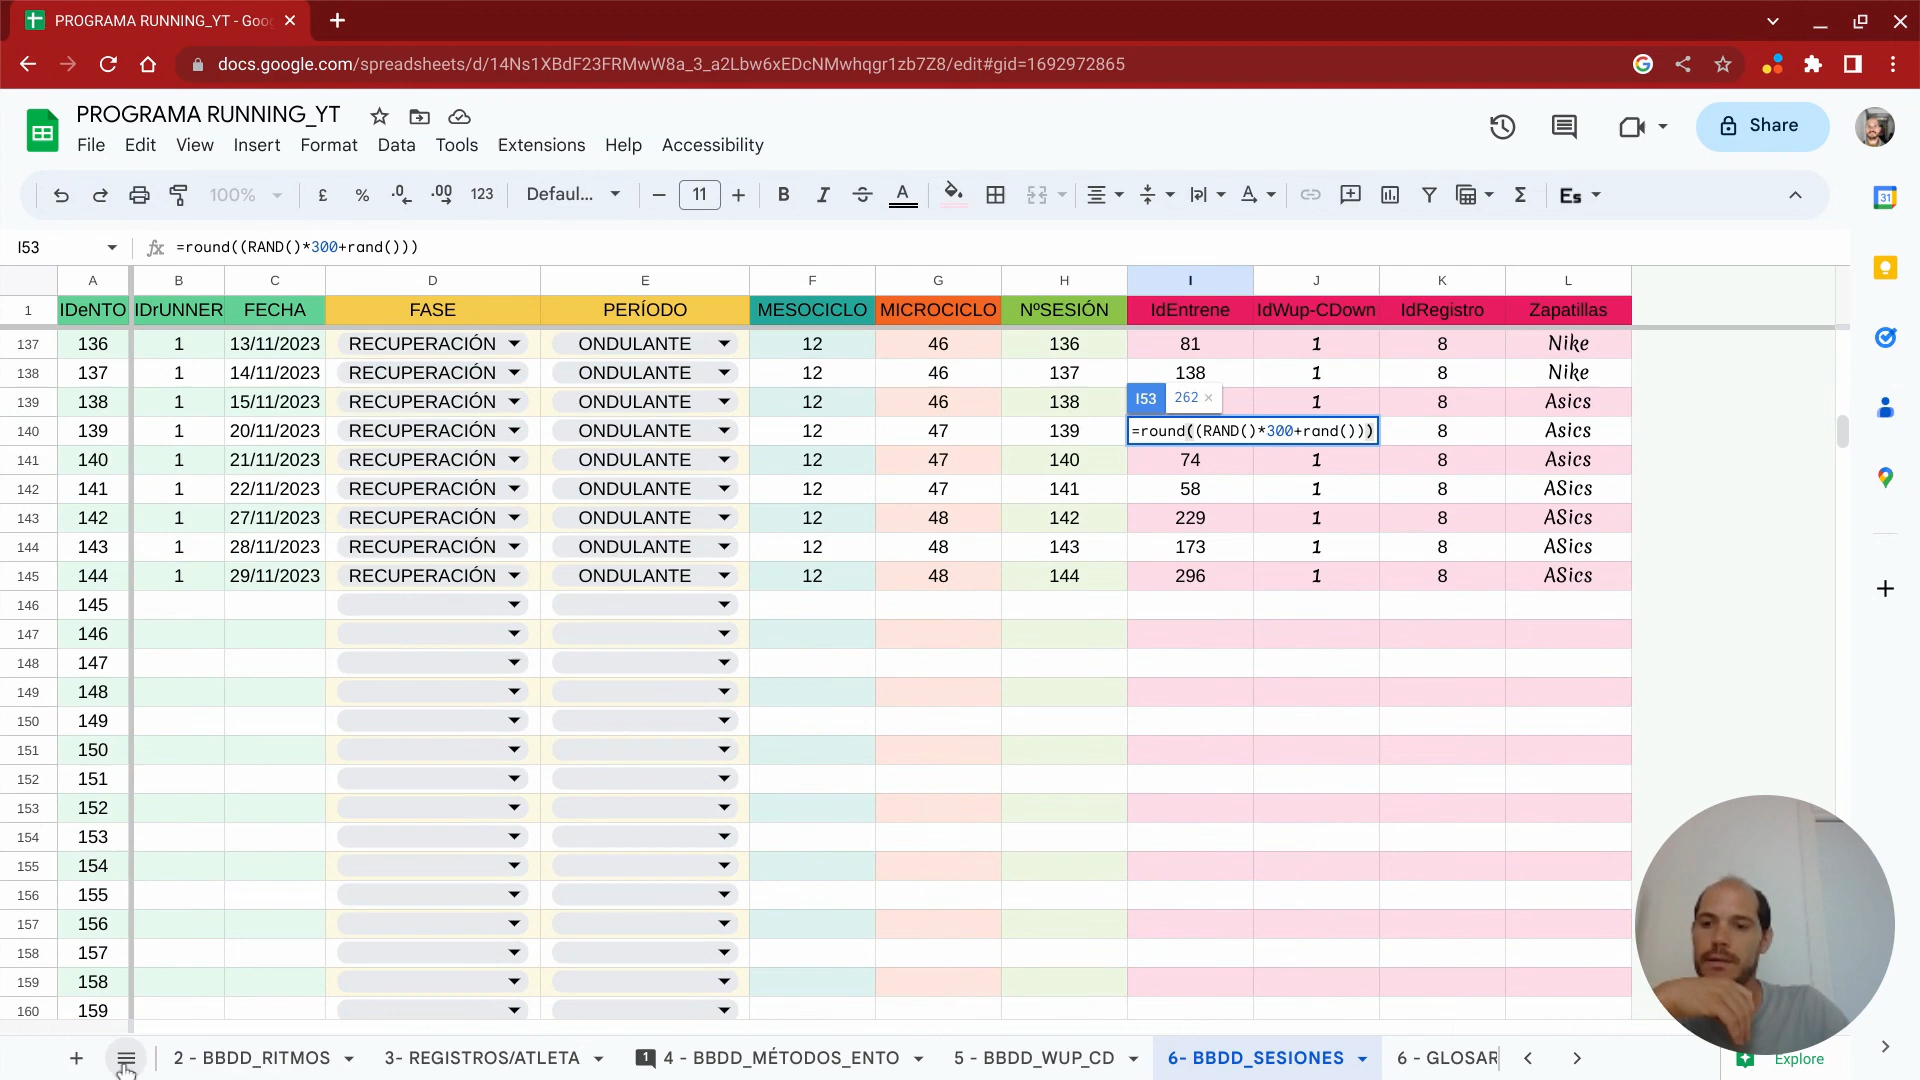 PROGRAMA RUNNING_YT - Goo
docs.google.com/spreadsheets/d/14Ns1XBdF23FRMwW8a_3_a2Lbw6xEDcNMwhqgr1zb7Z8/edit#gid=1692972865
PROGRAMA RUNNING_YT
File Edit View Insert Format Data Tools Extensions Help Accessibility
Share
100% £ % .0 .00 123 Defaul... 11 B I A Σ Es
I53 fx =round((RAND()*300+rand()))
A B C D E F G H I J K L
1 IDeNTO IDrUNNER FECHA FASE PERÍODO MESOCICLO MICROCICLO NºSESIÓN IdEntrene IdWup-CDown IdRegistro Zapatillas
137 136 1 13/11/2023 RECUPERACIÓN ONDULANTE 12 46 136 81 1 8 Nike
138 137 1 14/11/2023 RECUPERACIÓN ONDULANTE 12 46 137 138 1 8 Nike
139 138 1 15/11/2023 RECUPERACIÓN ONDULANTE 12 46 138 I53 262 × 1 8 Asics
140 139 1 20/11/2023 RECUPERACIÓN ONDULANTE 12 47 139 =round((RAND()*300+rand())) 8 Asics
141 140 1 21/11/2023 RECUPERACIÓN ONDULANTE 12 47 140 74 1 8 Asics
142 141 1 22/11/2023 RECUPERACIÓN ONDULANTE 12 47 141 58 1 8 ASics
143 142 1 27/11/2023 RECUPERACIÓN ONDULANTE 12 48 142 229 1 8 ASics
144 143 1 28/11/2023 RECUPERACIÓN ONDULANTE 12 48 143 173 1 8 ASics
145 144 1 29/11/2023 RECUPERACIÓN ONDULANTE 12 48 144 296 1 8 ASics
146 145
147 146
148 147
149 148
150 149
151 150
152 151
153 152
154 153
155 154
156 155
157 156
158 157
159 158
160 159
2 - BBDD_RITMOS 3- REGISTROS/ATLETA 1 4 - BBDD_MÉTODOS_ENTO 5 - BBDD_WUP_CD 6- BBDD_SESIONES 6 - GLOSAR Explore